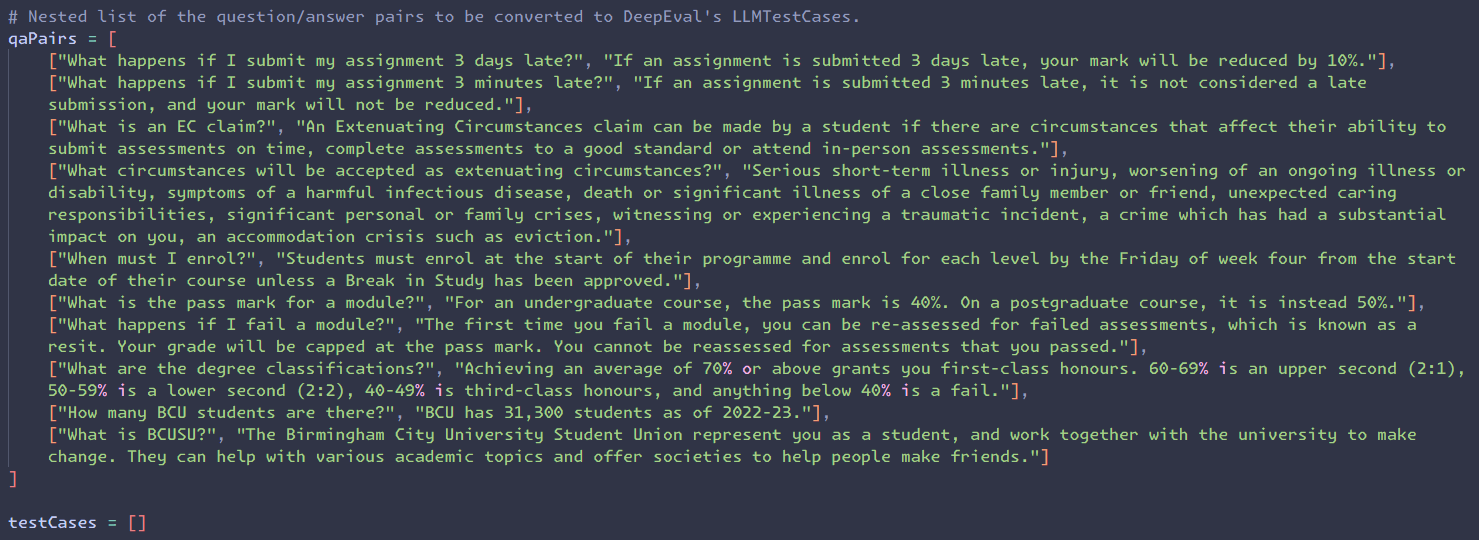 # Nested list of the question/answer pairs to be converted to DeepEval's LLMTestCases.
qaPairs = [
["What happens if I submit my assignment 3 days late?", "If an assignment is submitted 3 days late, your mark will be reduced by 10%."],
["What happens if I submit my assignment 3 minutes late?", "If an assignment is submitted 3 minutes late, it is not considered a late
submission, and your mark will not be reduced."],
["What is an EC claim?", "An Extenuating Circumstances claim can be made by a student if there are circumstances that affect their ability to
submit assessments on time, complete assessments to a good standard or attend in-person assessments."],
["What circumstances will be accepted as extenuating circumstances?", "Serious short-term illness or injury, worsening of an ongoing illness or
disability, symptoms of a harmful infectious disease, death or significant illness of a close family member or friend, unexpected caring
responsibilities, significant personal or family crises, witnessing or experiencing a traumatic incident, a crime which has had a substantial
impact on you, an accommodation crisis such as eviction."],
["When must I enrol?", "Students must enrol at the start of their programme and enrol for each level by the Friday of week four from the start
date of their course unless a Break in Study has been approved."],
["What is the pass mark for a module?", "For an undergraduate course, the pass mark is 40%. On a postgraduate course, it is instead 50%."],
["What happens if I fail a module?", "The first time you fail a module, you can be re-assessed for failed assessments, which is known as a
resit. Your grade will be capped at the pass mark. You cannot be reassessed for assessments that you passed."],
["What are the degree classifications?", "Achieving an average of 70% or above grants you first-class honours. 60-69% is an upper second (2:1),
50-59% is a lower second (2:2), 40-49% is third-class honours, and anything below 40% is a fail."],
["How many BCU students are there?", "BCU has 31,300 students as of 2022-23."],
["What is BCUSU?", "The Birmingham City University Student Union represent you as a student, and work together with the university to make
change. They can help with various academic topics and offer societies to help people make friends."]
]
testCases = []